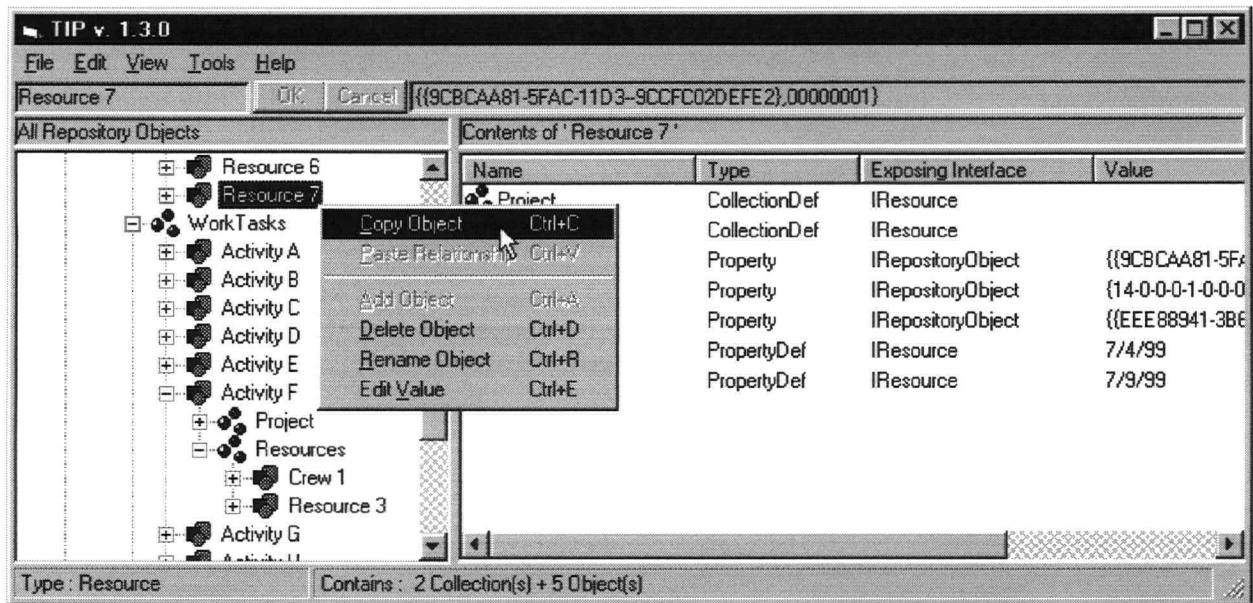 TIP v. 1.3.0
File Edit View Tools Help
Resource 7 OK Cancel {{9CBCAA81-5FAC-11D3--9CCFC02DEFE2},00000001}
All Repository Objects Contents of ' Resource 7 '
Name Type Exposing Interface Value
Resource 6
Resource 7 Project CollectionDef IResource
WorkTasks Copy Object Ctrl+C CollectionDef IResource
Activity A Paste Relationship Ctrl+V Property IRepositoryObject {{9CBCAA81-5FA
Activity B Add Object Ctrl+A Property IRepositoryObject {14-0-0-0-1-0-0-0
Activity C Delete Object Ctrl+D Property IRepositoryObject {{EEE88941-3B6
Activity D Rename Object Ctrl+R PropertyDef IResource 7/4/99
Activity E Edit Value Ctrl+E PropertyDef IResource 7/9/99
Activity F
Project
Resources
Crew 1
Resource 3
Activity G
Type : Resource Contains : 2 Collection(s) + 5 Object(s)